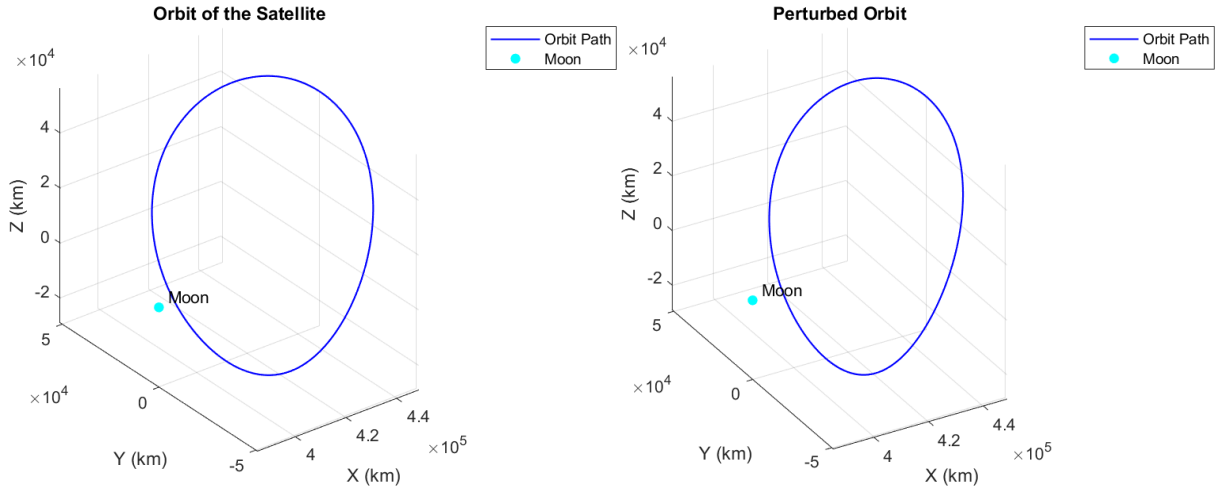 Orbit of the Satellite
×10⁴
Orbit Path
Moon
4
2
0
-2
Z (km)
Moon
5
×10⁴
0
-5
Y (km)
4
4.2
4.4
×10⁵
X (km)
Perturbed Orbit
×10⁴
Orbit Path
Moon
4
2
0
-2
Z (km)
Moon
5
×10⁴
0
-5
Y (km)
4
4.2
4.4
×10⁵
X (km)